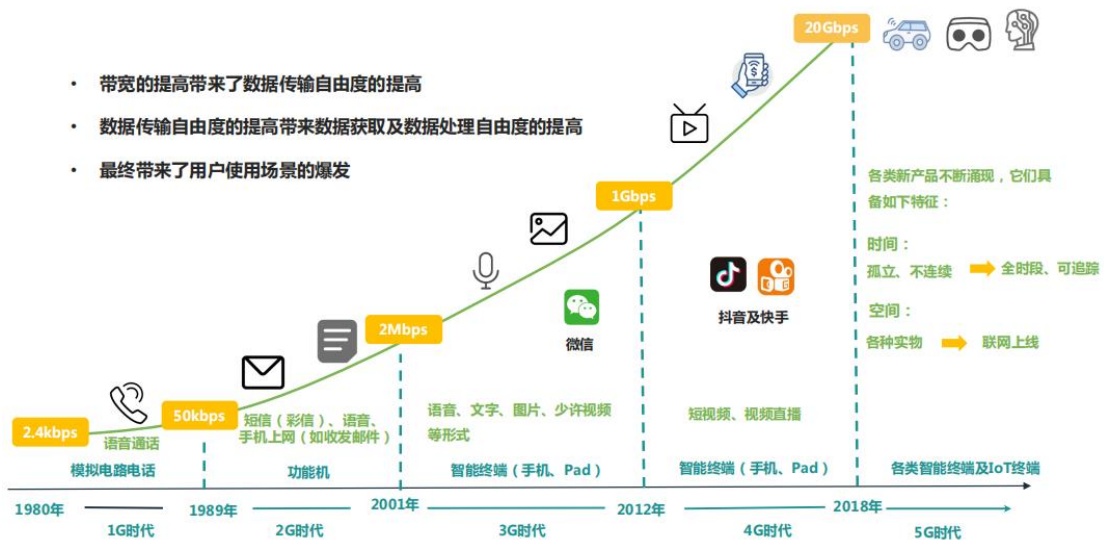 20Gbps
• 带宽的提高带来了数据传输自由度的提高
• 数据传输自由度的提高带来数据获取及数据处理自由度的提高
• 最终带来了用户使用场景的爆发
1Gbps
各类新产品不断涌现，它们具
备如下特征：
时间：
孤立、不连续
全时段、可追踪
空间：
各种实物
联网上线
抖音及快手
2Mbps
微信
50kbps
2.4kbps
语音通话
短信（彩信）、语音、
手机上网（如收发邮件）
语音、文字、图片、少许视频
等形式
短视频、视频直播
模拟电路电话
功能机
智能终端（手机、Pad）
智能终端（手机、Pad）
各类智能终端及IoT终端
1980年
1989年
2001年
2012年
2018年
1G时代
2G时代
3G时代
4G时代
5G时代